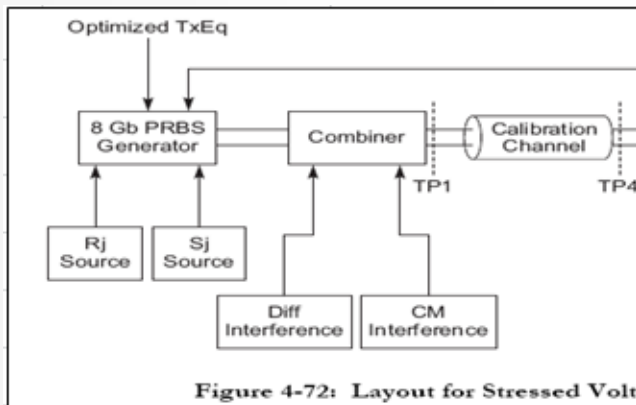 Optimized TxEq
8 Gb PRBS
Generator
Combiner
Calibration
Channel
TP1
TP4
Rj
Source
Sj
Source
Diff
Interference
CM
Interference
Figure 4-72: Layout for Stressed Volt